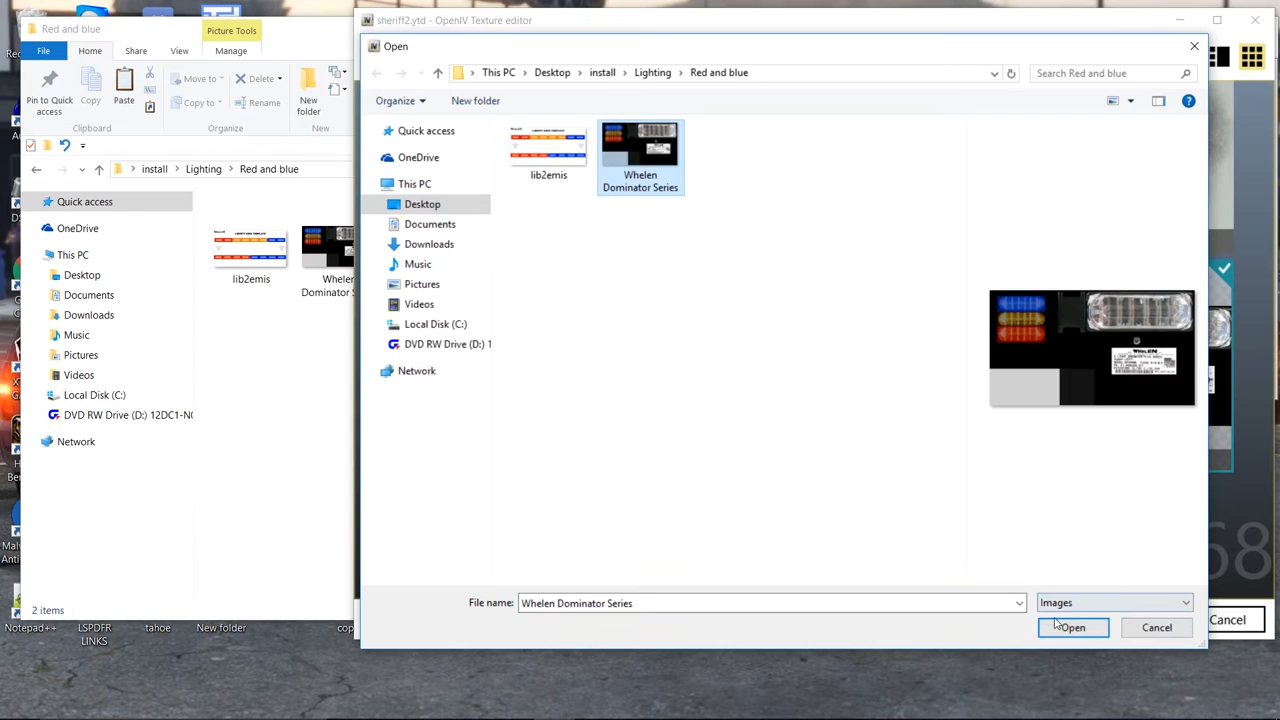 Red and blue
Picture Tools
File
Home
Share
View
Manage
Pin to Quick
access
Copy
Paste
Move to
Copy to
Delete
Rename
New
folder
Clipboard
Organize
New
install
Lighting
Red and blue
Quick access
OneDrive
This PC
Desktop
Documents
Downloads
Music
Pictures
Videos
Local Disk (C:)
DVD RW Drive (D:) 12DC1-N
Network
lib2emis
Whelen
Dominator S
2 items
sheriff2.ytd - OpenIV Texture editor
Open
This PC
Desktop
install
Lighting
Red and blue
Search Red and blue
Organize
New folder
Quick access
OneDrive
This PC
Desktop
Documents
Downloads
Music
Pictures
Videos
Local Disk (C:)
DVD RW Drive (D:) 1
Network
lib2emis
Whelen
Dominator Series
WHELEN
File name:
Whelen Dominator Series
Images
Open
Cancel
68
Cancel
Notepad++
LSPDFR
LINKS
tahoe
New folder
cop